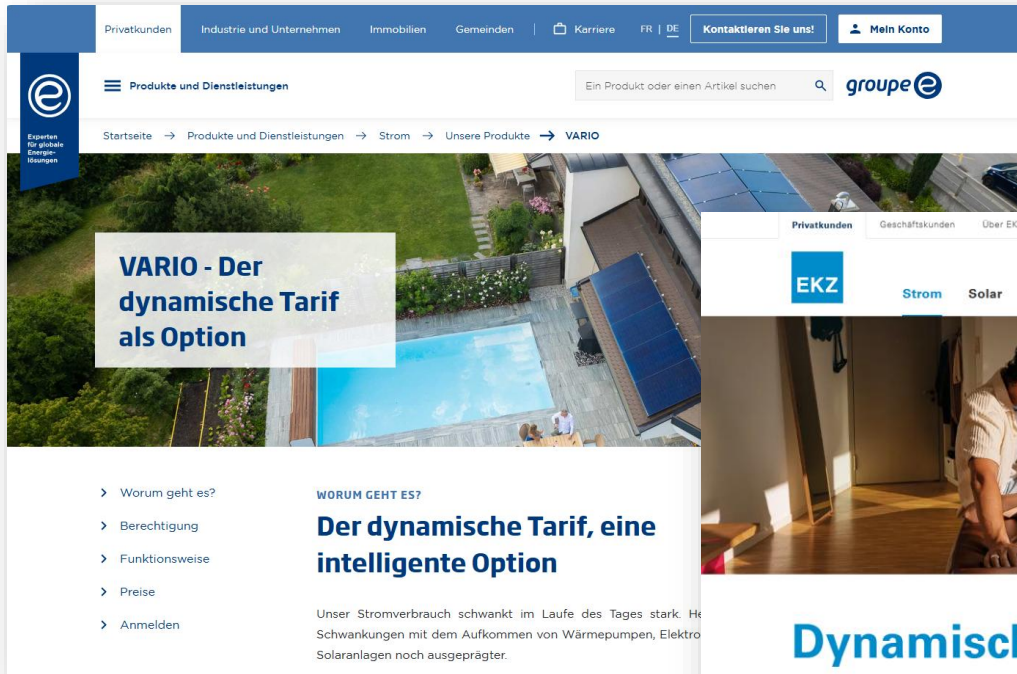 Privatkunden Industrie und Unternehmen Immobilien Gemeinden | Karriere FR | DE Kontaktieren Sie uns! Mein Konto
Produkte und Dienstleistungen
Ein Produkt oder einen Artikel suchen
groupe e
e
Experten
für globale
Energie-
lösungen
Startseite → Produkte und Dienstleistungen → Strom → Unsere Produkte → VARIO
VARIO - Der
dynamische Tarif
als Option
Worum geht es?
Berechtigung
Funktionsweise
Preise
Anmelden
WORUM GEHT ES?
Der dynamische Tarif, eine
intelligente Option
Unser Stromverbrauch schwankt im Laufe des Tages stark. He
Schwankungen mit dem Aufkommen von Wärmepumpen, Elektro
Solaranlagen noch ausgeprägter.
Privatkunden Geschäftskunden Über EK
EKZ
Strom Solar
Dynamisch